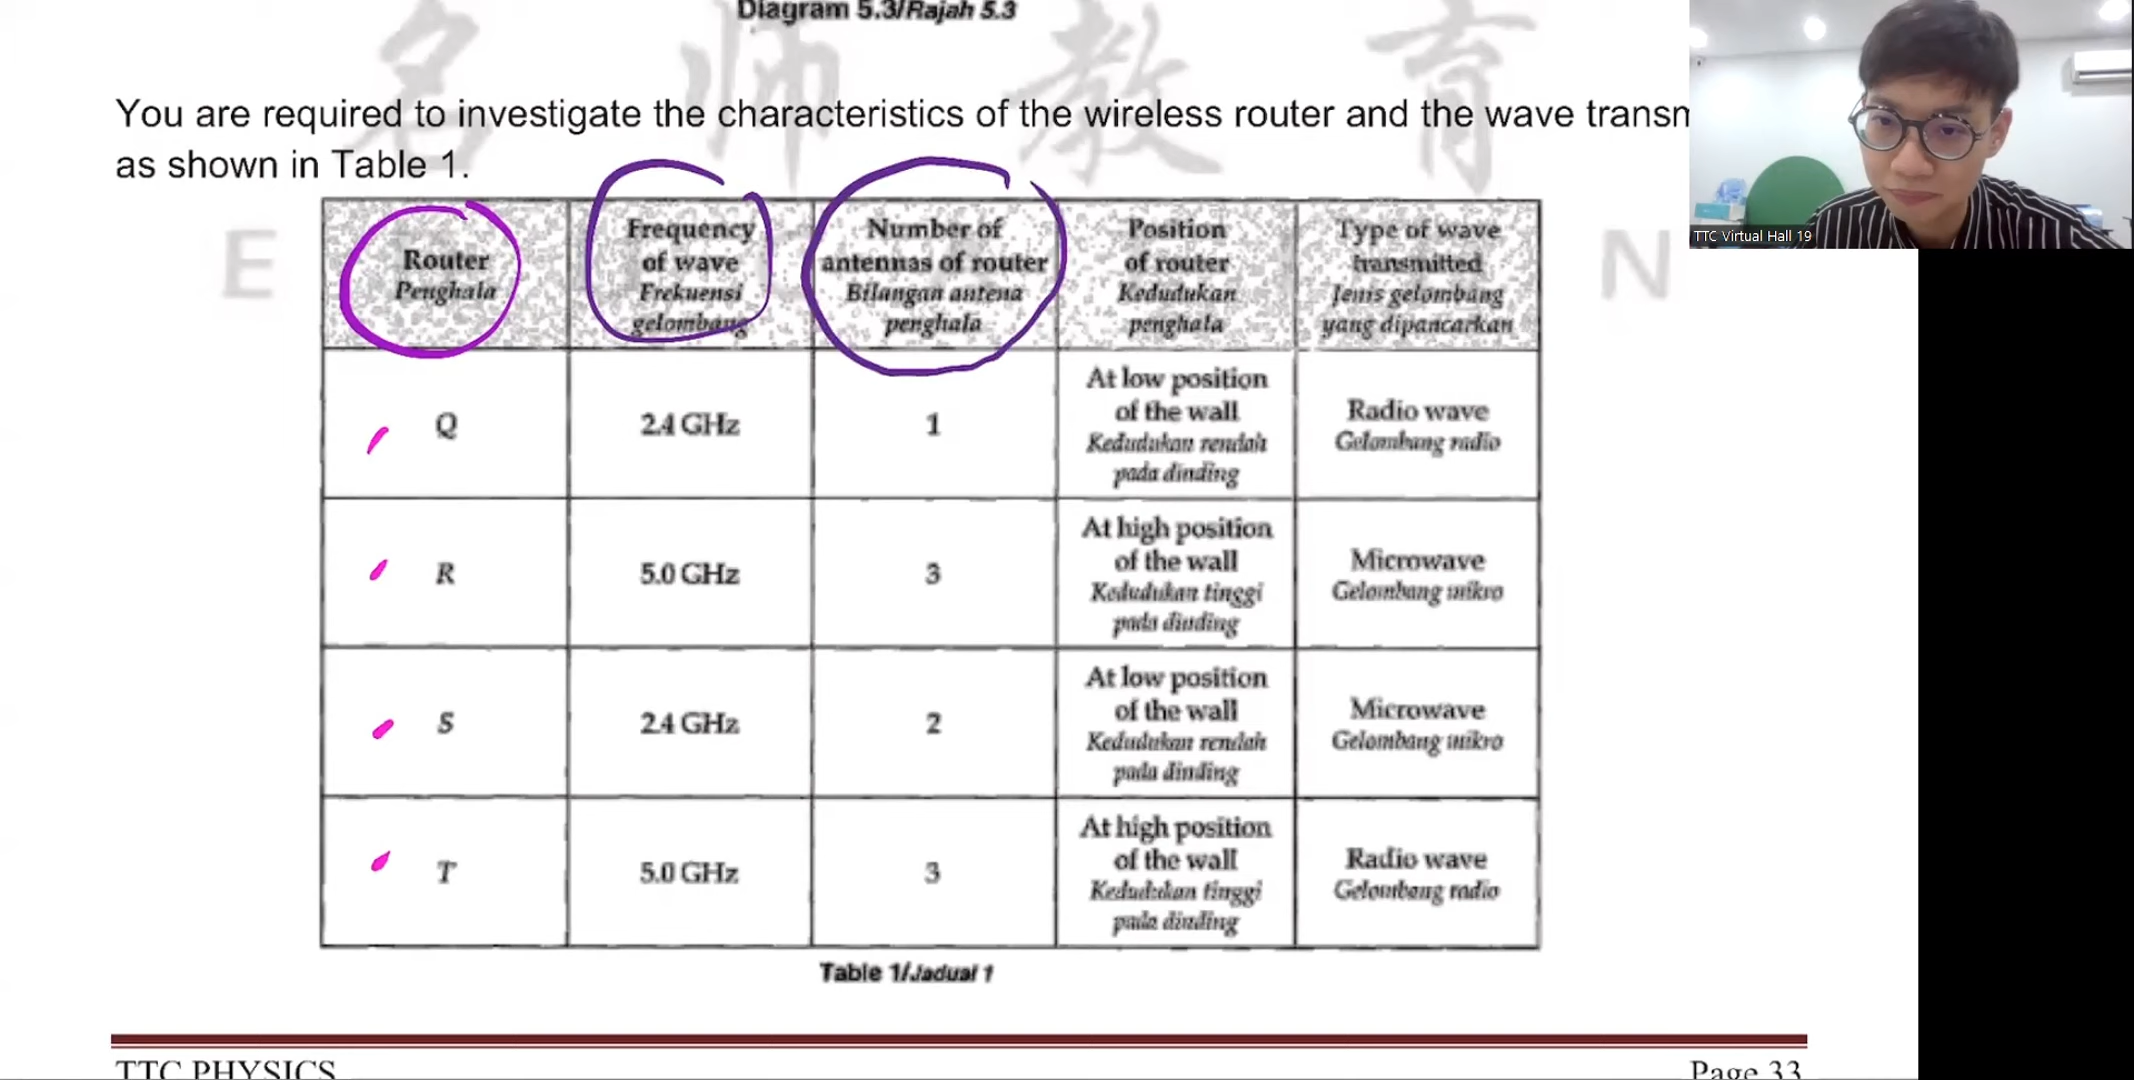 Diagram 5.3/Rajah 5.3
名 师 教 育
You are required to investigate the characteristics of the wireless router and the wave transm
as shown in Table 1.
TTC Virtual Hall 19
E
N
Router
Penghala
Frequency
of wave
Frekuensi
gelombang
Number of
antennas of router
Bilangan antena
penghala
Position
of router
Kedudukan
penghala
Type of wave
transmitted
Jenis gelombang
yang dipancarkan
Q
2.4 GHz
1
At low position
of the wall
Kedudukan rendah
pada dinding
Radio wave
Gelombang radio
R
5.0 GHz
3
At high position
of the wall
Kedudukan tinggi
pada dinding
Microwave
Gelombang mikro
S
2.4 GHz
2
At low position
of the wall
Kedudukan rendah
pada dinding
Microwave
Gelombang mikro
T
5.0 GHz
3
At high position
of the wall
Kedudukan tinggi
pada dinding
Radio wave
Gelombang radio
Table 1/Jadual 1
TTC PHYSICS
Page 33